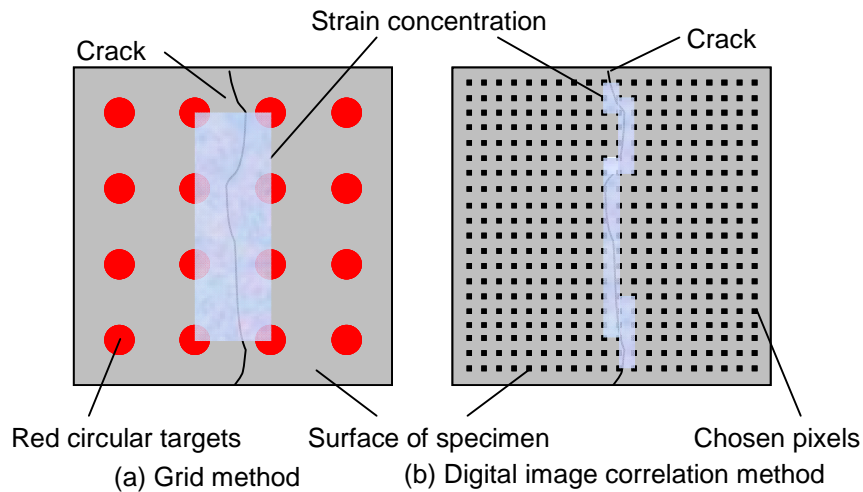 Strain concentration
Crack
Crack
Red circular targets
Surface of specimen
Chosen pixels
(a) Grid method
(b) Digital image correlation method